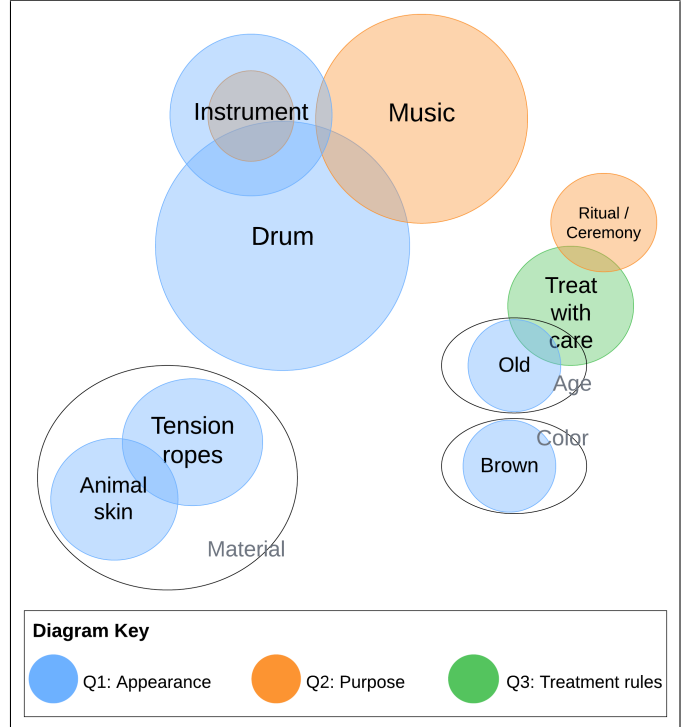 Instrument
Music
Drum
Ritual /
Ceremony
Treat
with
care
Old
Age
Color
Brown
Tension
ropes
Animal
skin
Material
Diagram Key
Q1: Appearance
Q2: Purpose
Q3: Treatment rules